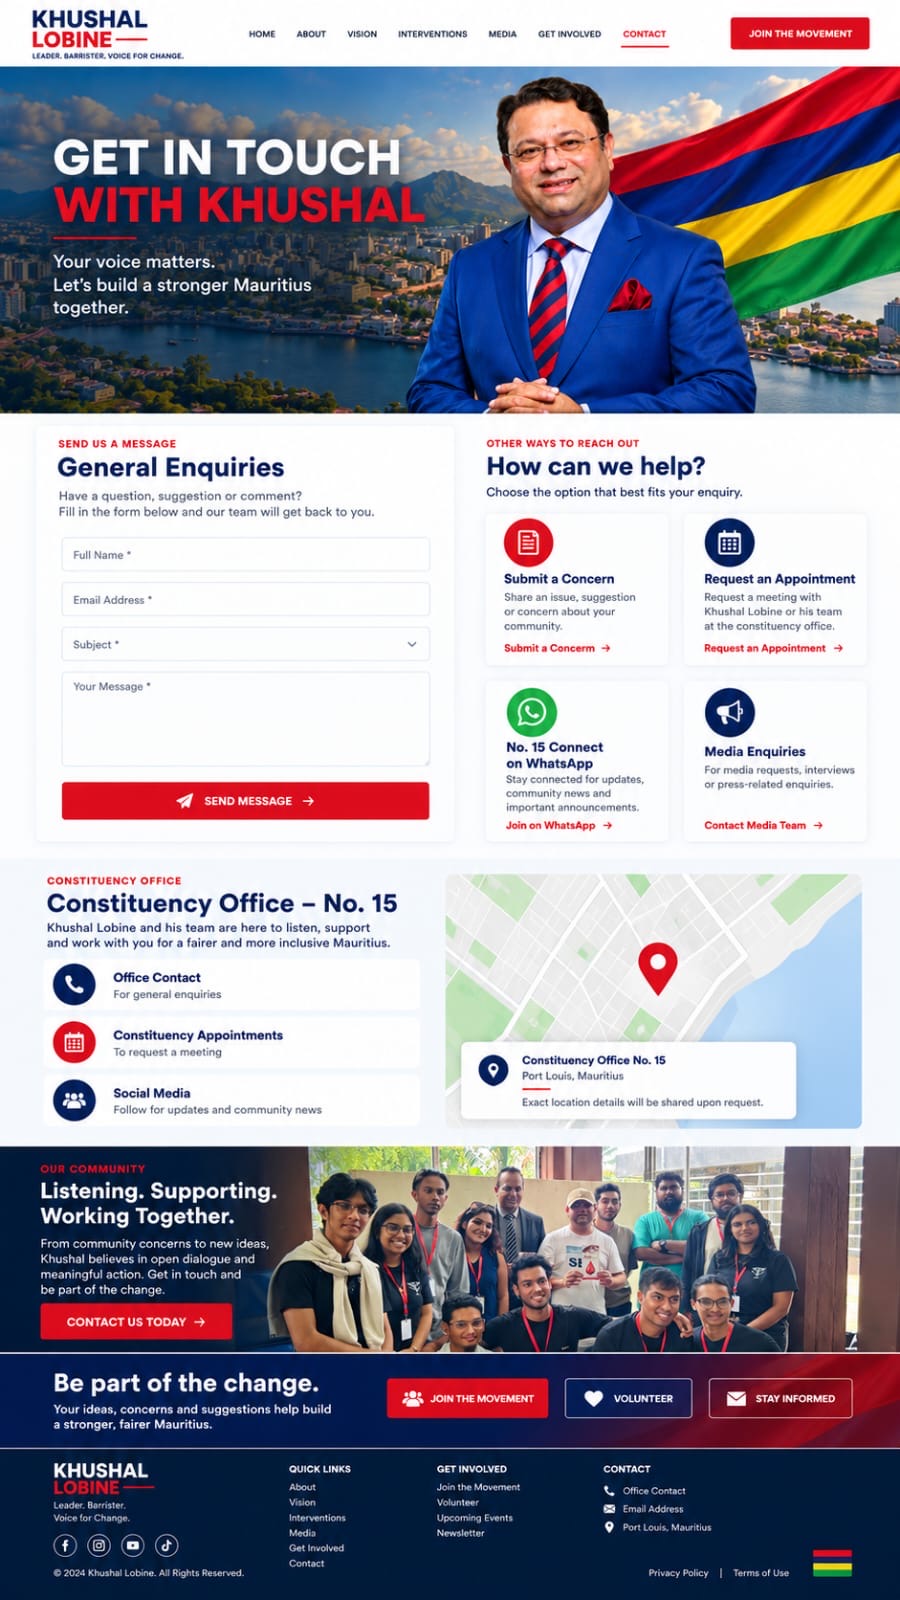 KHUSHAL
LOBINE
LEADER. BARRISTER. VOICE FOR CHANGE.
HOME
ABOUT
VISION
INTERVENTIONS
MEDIA
GET INVOLVED
CONTACT
JOIN THE MOVEMENT
GET IN TOUCH
WITH KHUSHAL
Your voice matters.
Let's build a stronger Mauritius
together.
SEND US A MESSAGE
General Enquiries
Have a question, suggestion or comment?
Fill in the form below and our team will get back to you.
Full Name *
Email Address *
Subject *
Your Message *
SEND MESSAGE →
OTHER WAYS TO REACH OUT
How can we help?
Choose the option that best fits your enquiry.
Submit a Concern
Share an issue, suggestion
or concern about your
community.
Submit a Concerm →
Request an Appointment
Request a meeting with
Khushal Lobine or his team
at the constituency office.
Request an Appointment →
No. 15 Connect
on WhatsApp
Stay connected for updates,
community news and
important announcements.
Join on WhatsApp →
Media Enquiries
For media requests, interviews
or press-related enquiries.
Contact Media Team →
CONSTITUENCY OFFICE
Constituency Office – No. 15
Khushal Lobine and his team are here to listen, support
and work with you for a fairer and more inclusive Mauritius.
Office Contact
For general enquiries
Constituency Appointments
To request a meeting
Social Media
Follow for updates and community news
Constituency Office No. 15
Port Louis, Mauritius
Exact location details will be shared upon request.
OUR COMMUNITY
Listening. Supporting.
Working Together.
From community concerns to new ideas,
Khushal believes in open dialogue and
meaningful action. Get in touch and
be part of the change.
CONTACT US TODAY →
Be part of the change.
Your ideas, concerns and suggestions help build
a stronger, fairer Mauritius.
JOIN THE MOVEMENT
VOLUNTEER
STAY INFORMED
KHUSHAL
LOBINE
Leader. Barrister.
Voice for Change.
© 2024 Khushal Lobine. All Rights Reserved.
QUICK LINKS
About
Vision
Interventions
Media
Get Involved
Contact
GET INVOLVED
Join the Movement
Volunteer
Upcoming Events
Newsletter
CONTACT
Office Contact
Email Address
Port Louis, Mauritius
Privacy Policy | Terms of Use